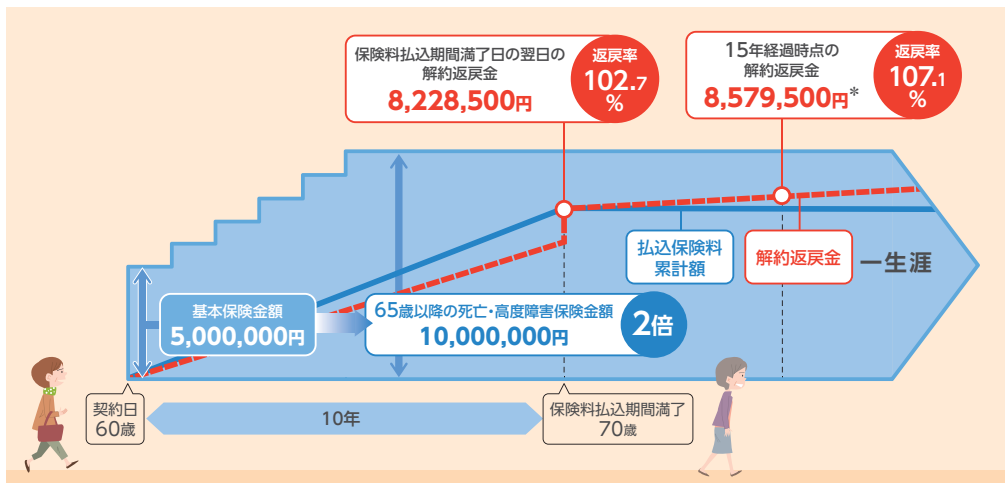 保険料払込期間満了日の翌日の
解約返戻金
8,228,500円
返戻率
102.7
%
15年経過時点の
解約返戻金
8,579,500円*
返戻率
107.1
%
払込保険料
累計額
解約返戻金
一生涯
基本保険金額
5,000,000円
65歳以降の死亡・高度障害保険金額
10,000,000円
2倍
契約日
60歳
10年
保険料払込期間満了
70歳